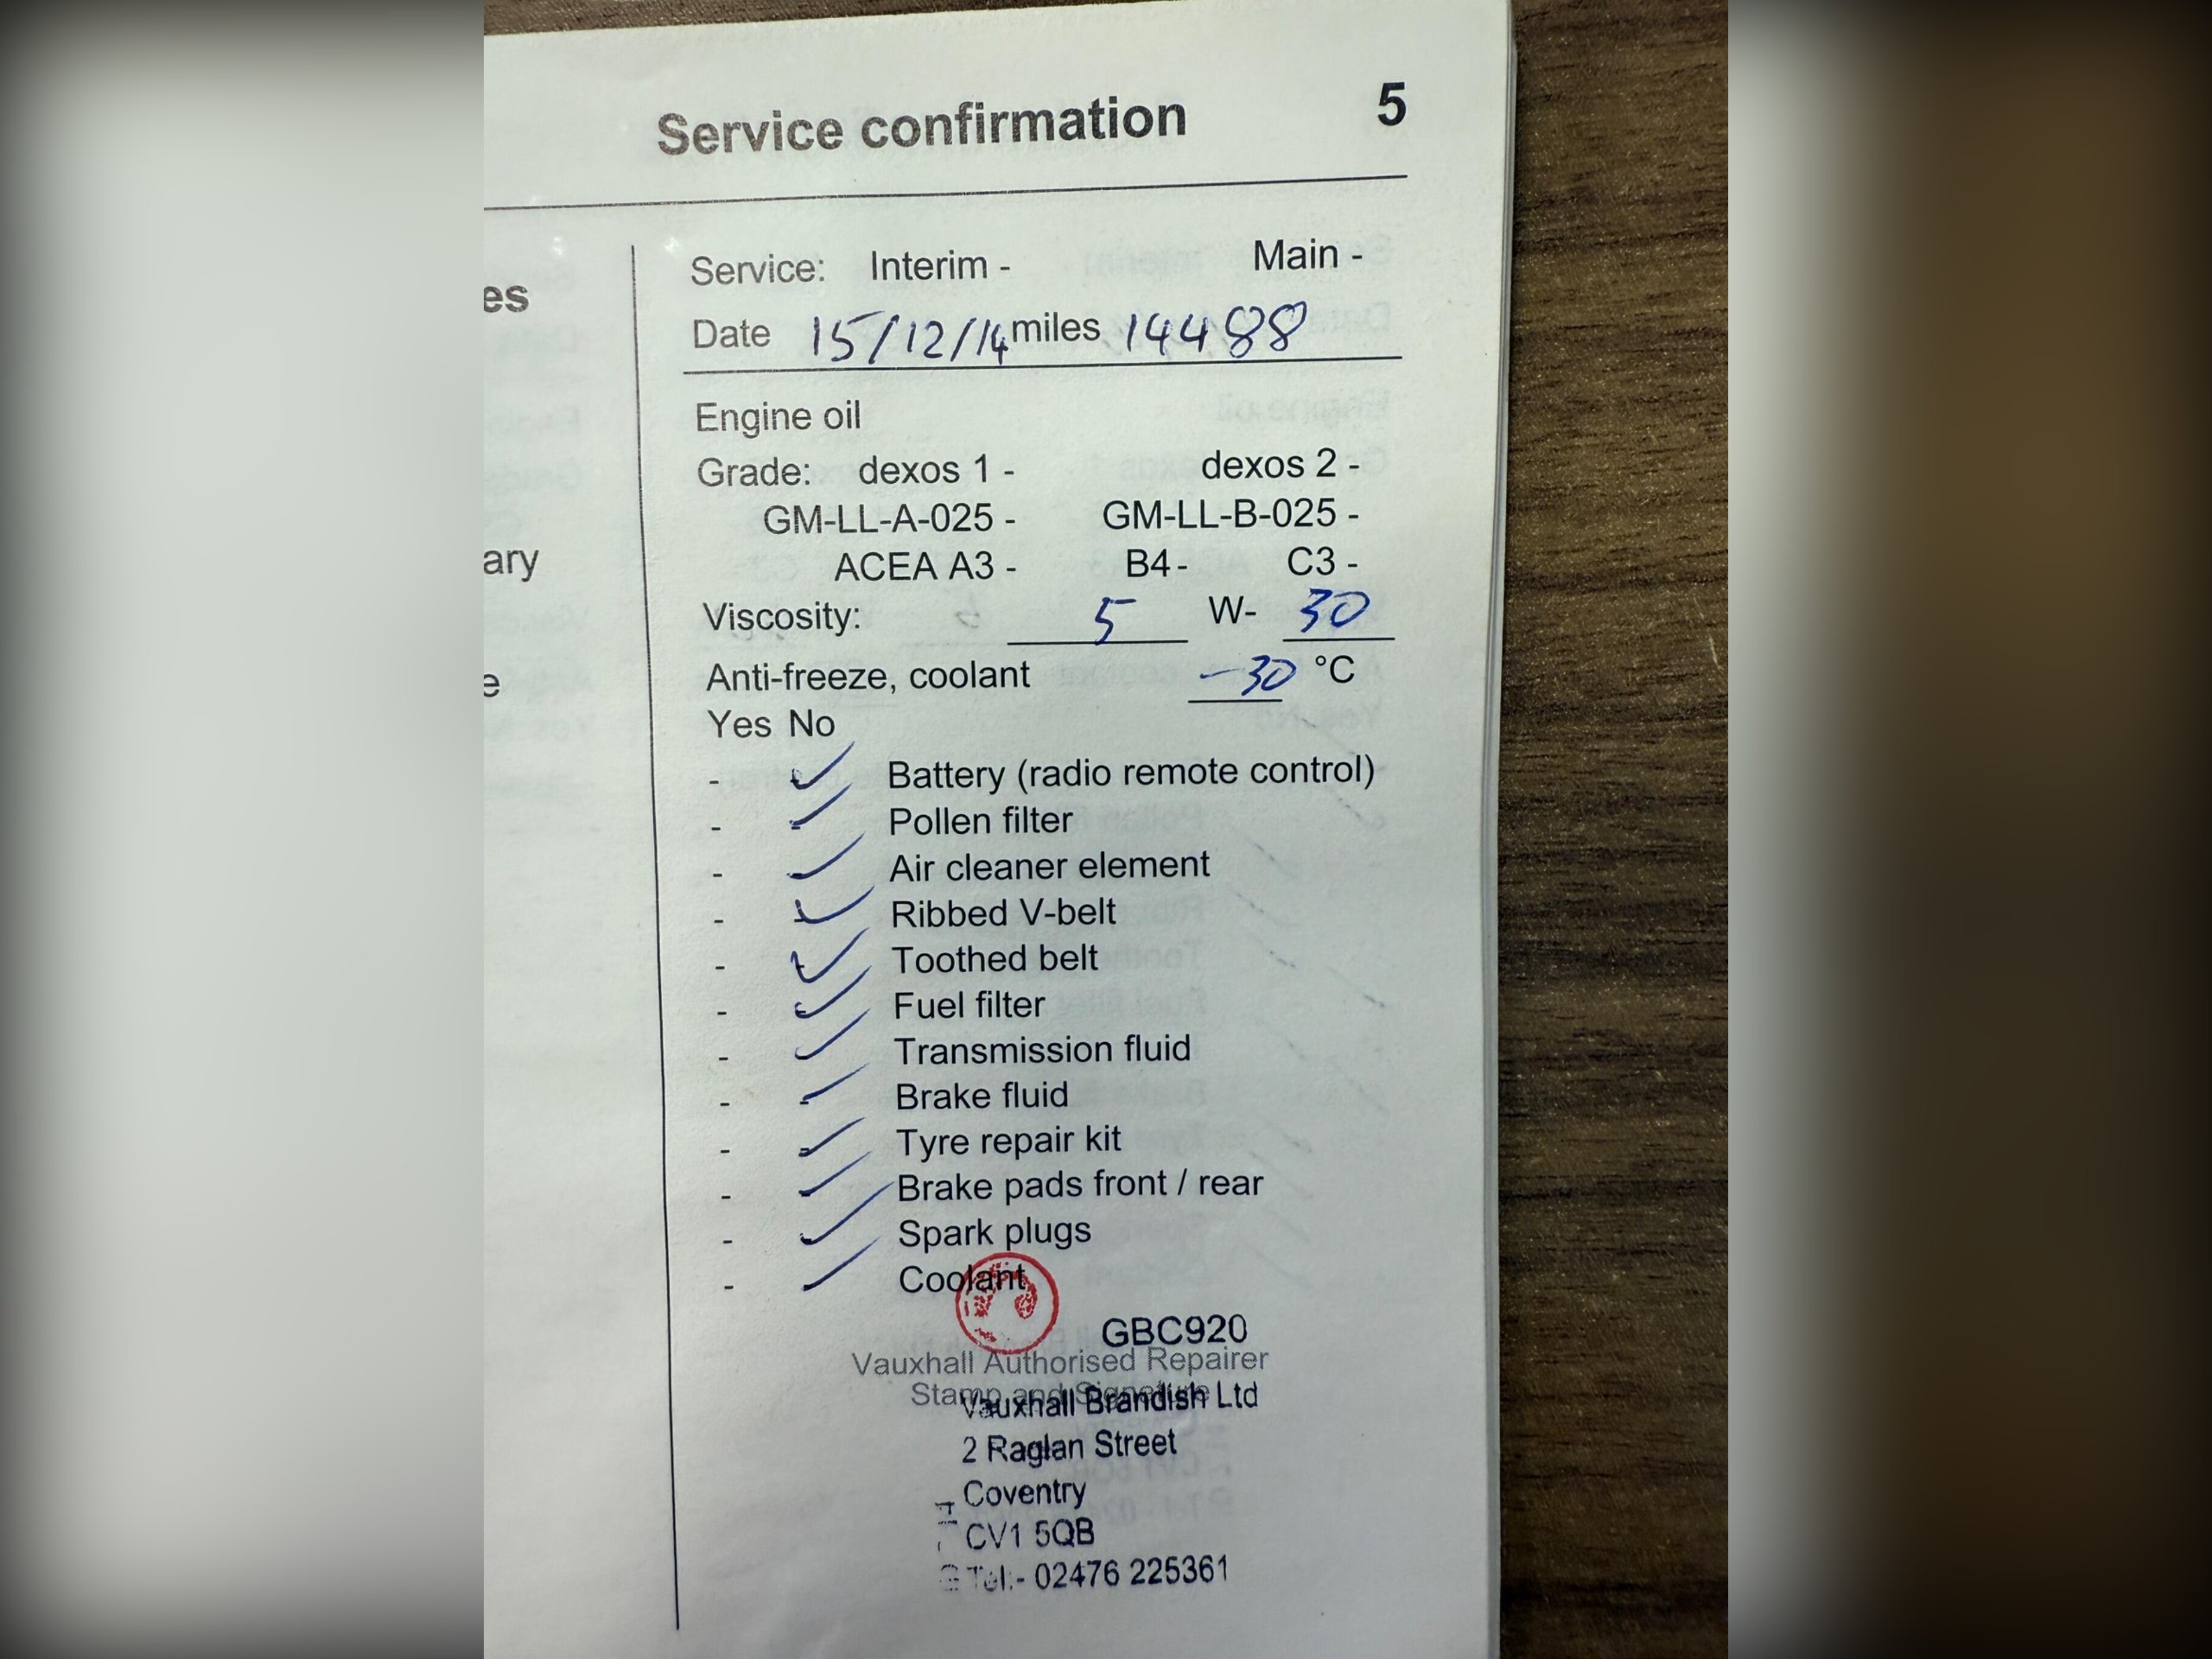 Service confirmation 5
es
ary
e
Service: Interim - Main -
Date 15/12/14 miles 14488
Engine oil
Grade: dexos 1 - dexos 2 -
GM-LL-A-025 - GM-LL-B-025 -
ACEA A3 - B4 - C3 -
Viscosity: 5 W- 30
Anti-freeze, coolant -30 °C
Yes No
- ✓ Battery (radio remote control)
- ✓ Pollen filter
- ✓ Air cleaner element
- ✓ Ribbed V-belt
- ✓ Toothed belt
- ✓ Fuel filter
- ✓ Transmission fluid
- ✓ Brake fluid
- ✓ Tyre repair kit
- ✓ Brake pads front / rear
- ✓ Spark plugs
- ✓ Coolant
GBC920
Vauxhall Authorised Repairer
Stamp and Signature
Vauxhall Brandish Ltd
2 Raglan Street
Coventry
CV1 5QB
Tel:- 02476 225361